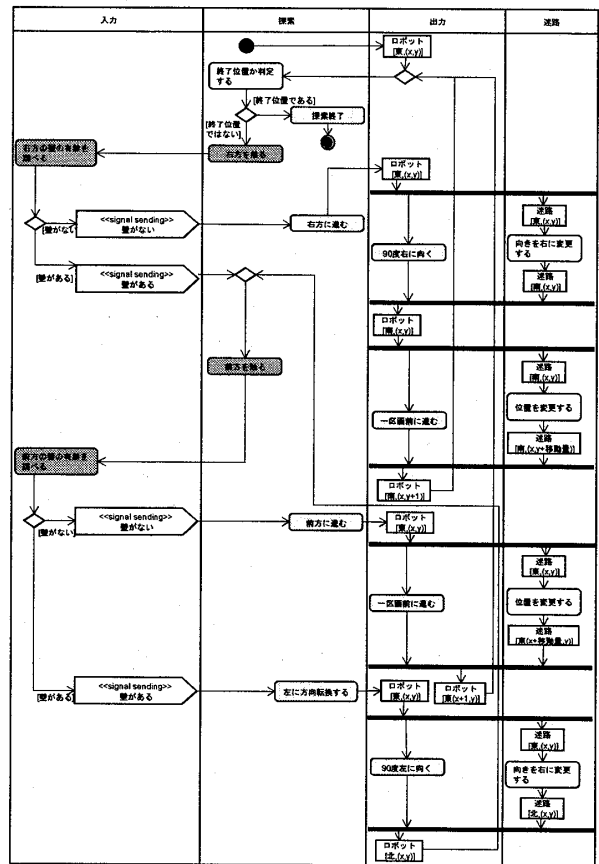 入力
探索
出力
迷路
ロボット
[東,(x,y)]
終了位置か判定
する
[終了位置である]
探索終了
[終了位置
ではない]
右方の壁の有無を
調べる
右方を触る
ロボット
[東,(x,y)]
[壁がない]
<<signal sending>>
壁がない
右方に進む
迷路
[東,(x,y)]
90度右に向く
向きを右に変更
する
迷路
[南,(x,y)]
[壁がある]
<<signal sending>>
壁がある
ロボット
[南,(x,y)]
前方を触る
迷路
[南,(x,y)]
一区画前に進む
位置を変更する
迷路
[南,(x,y+移動量)]
前方の壁の有無を
調べる
ロボット
[南,(x,y+1)]
[壁がない]
<<signal sending>>
壁がない
前方に進む
ロボット
[東,(x,y)]
迷路
[東,(x,y)]
一区画前に進む
位置を変更する
迷路
[東(x+移動量,y)]
[壁がある]
<<signal sending>>
壁がある
左に方向転換する
ロボット
[東,(x,y)]
ロボット
[東(x+1,y)]
迷路
[東,(x,y)]
90度左に向く
向きを右に変更
する
迷路
[北,(x,y)]
ロボット
[北,(x,y)]